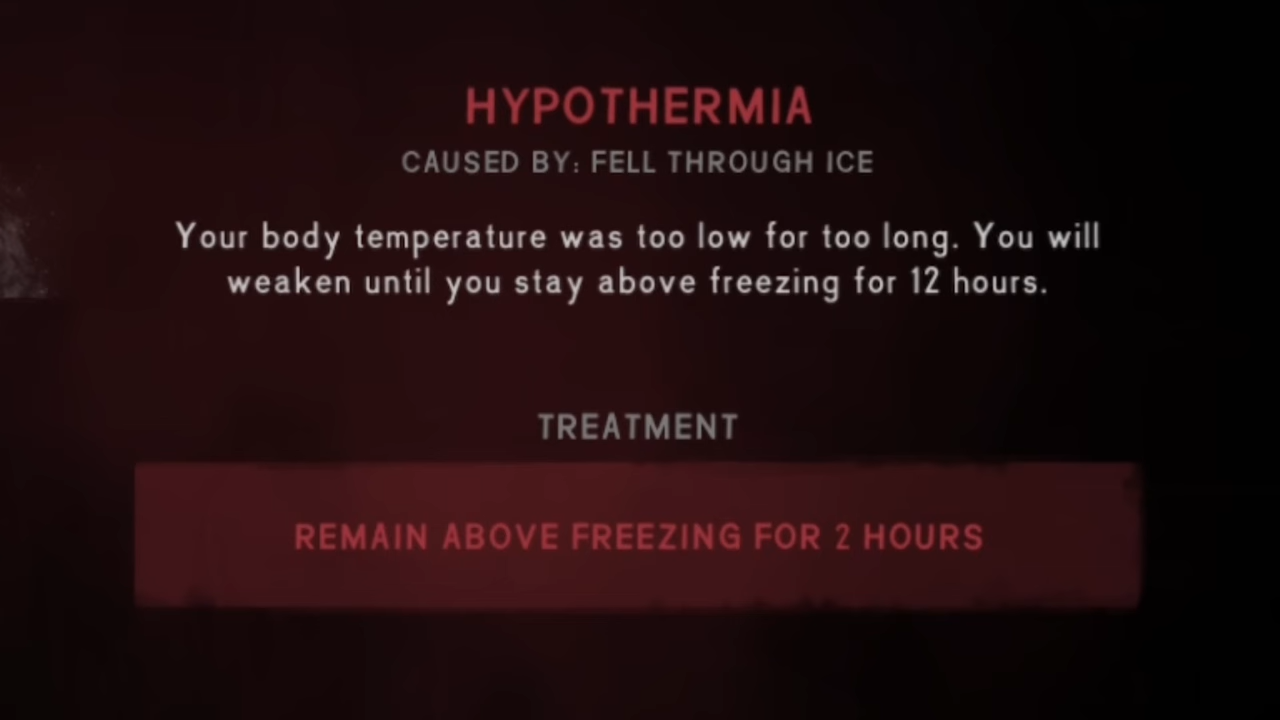 HYPOTHERMIA
CAUSED BY: FELL THROUGH ICE
Your body temperature was too low for too long. You will
weaken until you stay above freezing for 12 hours.
TREATMENT
REMAIN ABOVE FREEZING FOR 2 HOURS